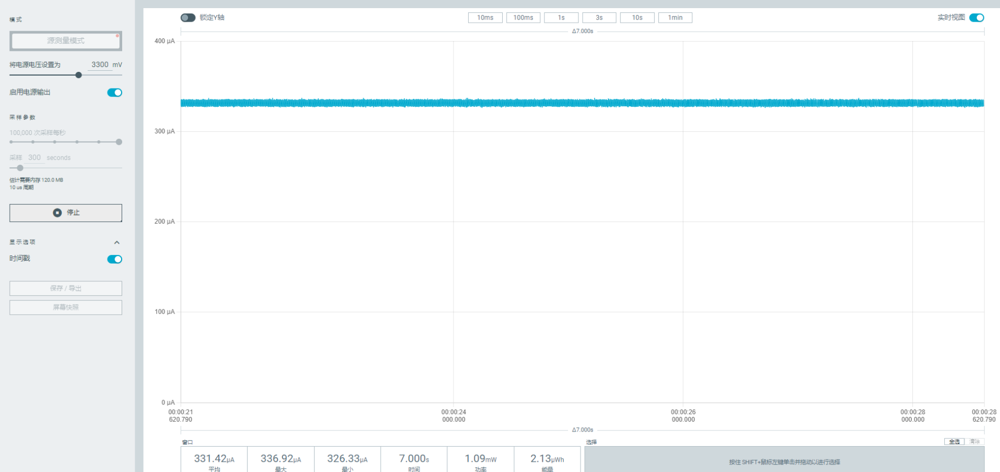 模式
源测量模式
将电源电压设置为 3300 mV
启用电源输出
采样参数
100,000 次采样每秒
采样 300 seconds
估计需要内存 120.0 MB
10 us 周期
停止
显示选项
时间戳
保存 / 导出
屏幕快照
锁定Y轴
10ms 100ms 1s 3s 10s 1min
实时视图
Δ7.000s
400 μA
300 μA
200 μA
100 μA
0 μA
00:00:21 00:00:24 00:00:26 00:00:28 00:00:28
620.790 000.000 000.000 000.000 620.790
Δ7.000s
窗口
331.42μA 336.92μA 326.33μA 7.000s 1.09mW 2.13μWh
平均 最大 最小 时间 功率 能量
选择
全选 清除
按住 SHIFT+鼠标左键单击并拖动以进行选择